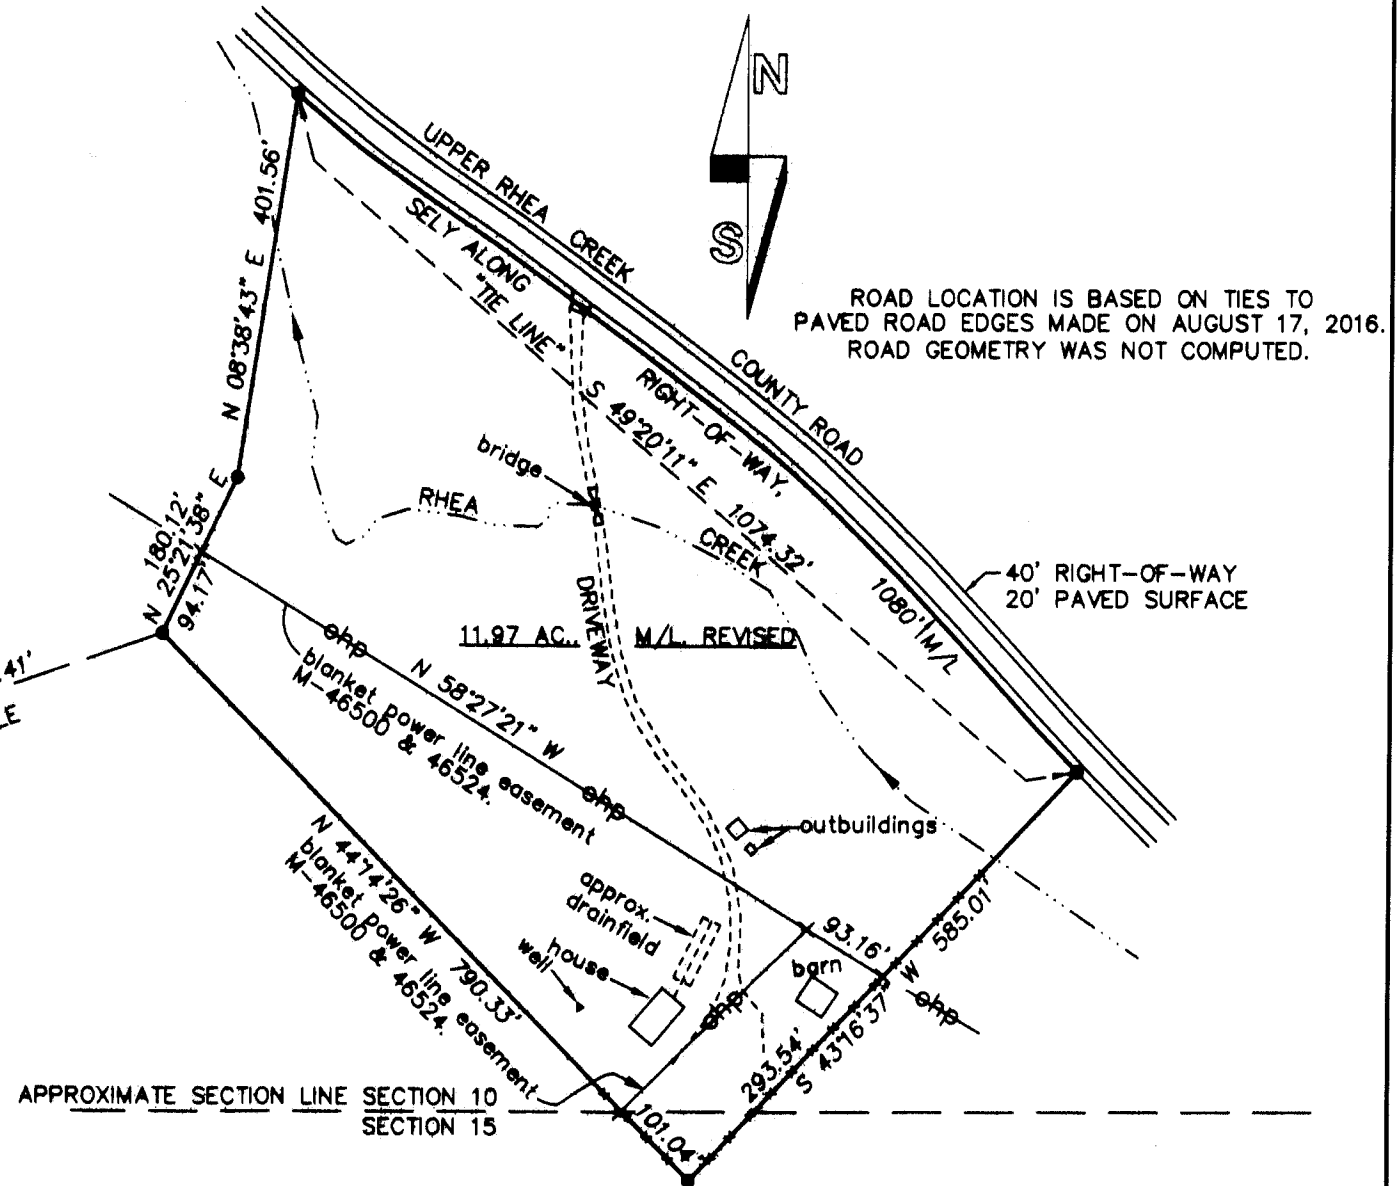 N
S
UPPER RHEA CREEK COUNTY ROAD
SELY ALONG
RIGHT-OF-WAY,
1080' M/L
"TIE LINE" S 49°20'11" E 1074.32'
ROAD LOCATION IS BASED ON TIES TO
PAVED ROAD EDGES MADE ON AUGUST 17, 2016.
ROAD GEOMETRY WAS NOT COMPUTED.
N 08°38'43" E 401.56'
bridge
RHEA CREEK
180.12'
N 25°21'38" E
94.17'
40' RIGHT-OF-WAY
20' PAVED SURFACE
DRIVEWAY
11.97 AC., M/L REVISED
41'
E
ohp
N 58°27'21" W
blanket power line easement
M-46500 & 46524.
ohp
outbuildings
N 44°14'26" W 790.33'
blanket power line easement
M-46500 & 46524.
approx.
drainfield
house
well
ohp
93.16'
barn
585.01'
S 43°16'37" W
ohp
293.54'
APPROXIMATE SECTION LINE SECTION 10
SECTION 15
101.04'